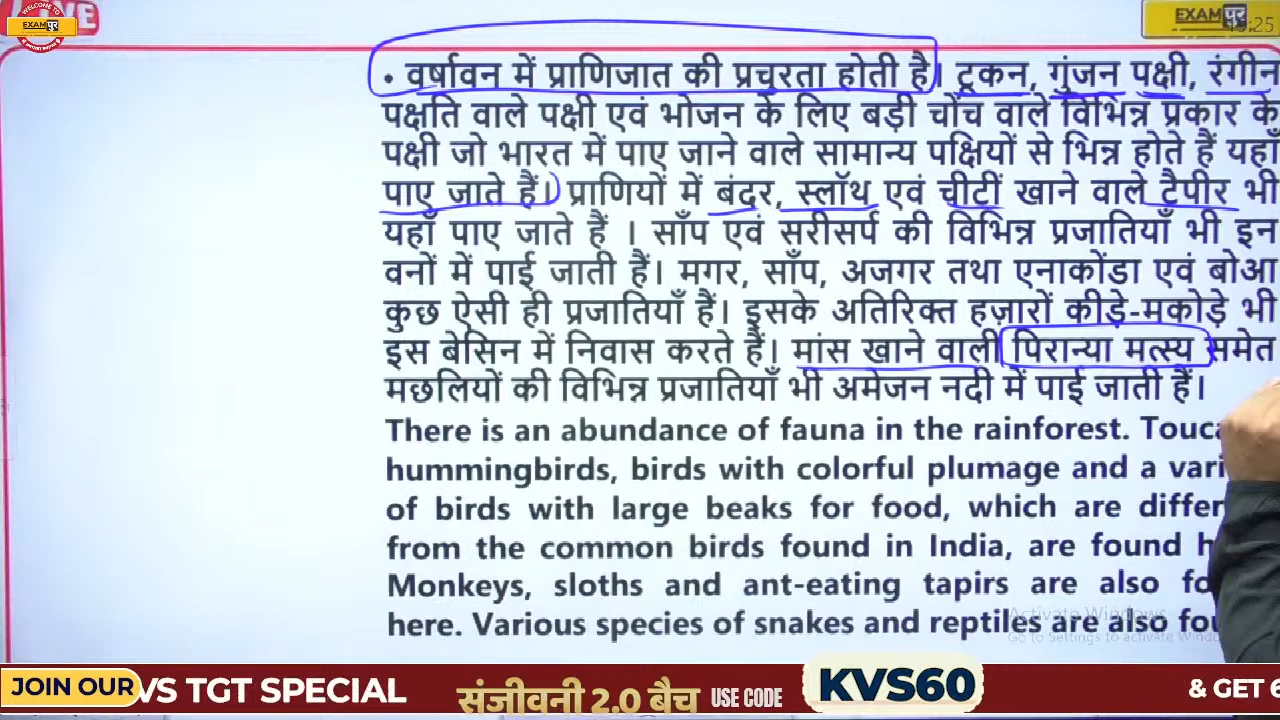 LIVE
WELCOME TO
EXAMपुर
EXAMपुर
:25
• वर्षावन में प्राणिजात की प्रचुरता होती है। टूकन, गुंजन पक्षी, रंगीन
पक्षति वाले पक्षी एवं भोजन के लिए बड़ी चोंच वाले विभिन्न प्रकार के
पक्षी जो भारत में पाए जाने वाले सामान्य पक्षियों से भिन्न होते हैं यहाँ
पाए जाते हैं। प्राणियों में बंदर, स्लॉथ एवं चीटीं खाने वाले टैपीर भी
यहाँ पाए जाते हैं । साँप एवं सरीसर्प की विभिन्न प्रजातियाँ भी इन
वनों में पाई जाती हैं। मगर, साँप, अजगर तथा एनाकोंडा एवं बोआ
कुछ ऐसी ही प्रजातियाँ हैं। इसके अतिरिक्त हज़ारों कीड़े-मकोड़े भी
इस बेसिन में निवास करते हैं। मांस खाने वाली पिरान्या मत्स्य समेत
मछलियों की विभिन्न प्रजातियाँ भी अमेजन नदी में पाई जाती हैं।
There is an abundance of fauna in the rainforest. Touca
hummingbirds, birds with colorful plumage and a vari
of birds with large beaks for food, which are differ
from the common birds found in India, are found h
Monkeys, sloths and ant-eating tapirs are also fo
here. Various species of snakes and reptiles are also fou
Activate Windows
Go to Settings to activate Windo
JOIN OUR VS TGT SPECIAL संजीवनी 2.0 बैच USE CODE KVS60 & GET 6